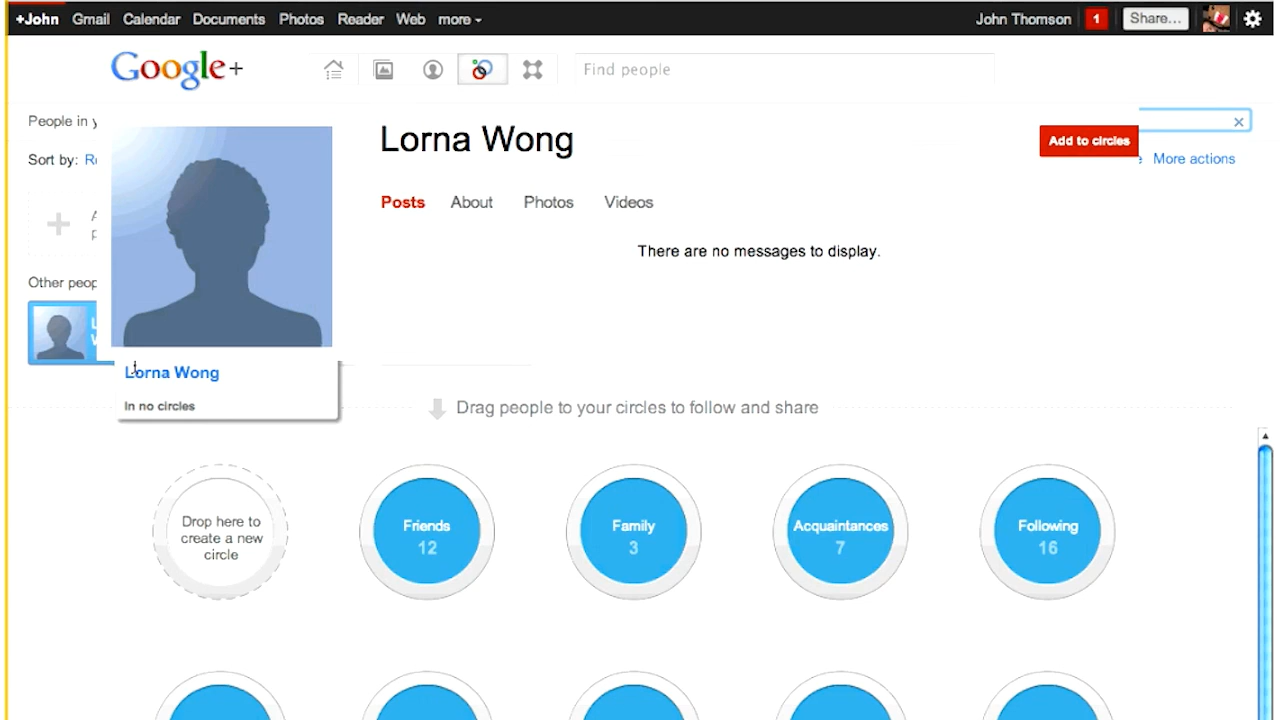 +John Gmail Calendar Documents Photos Reader Web more John Thomson 1 Share...
Google+ Find people
People in
Lorna Wong
Add to circles
Sort by:
More actions
Posts About Photos Videos
There are no messages to display.
Other
Lorna Wong
In no circles
Drag people to your circles to follow and share
Drop here to
create a new
circle
Friends
12
Family
3
Acquaintances
7
Following
16